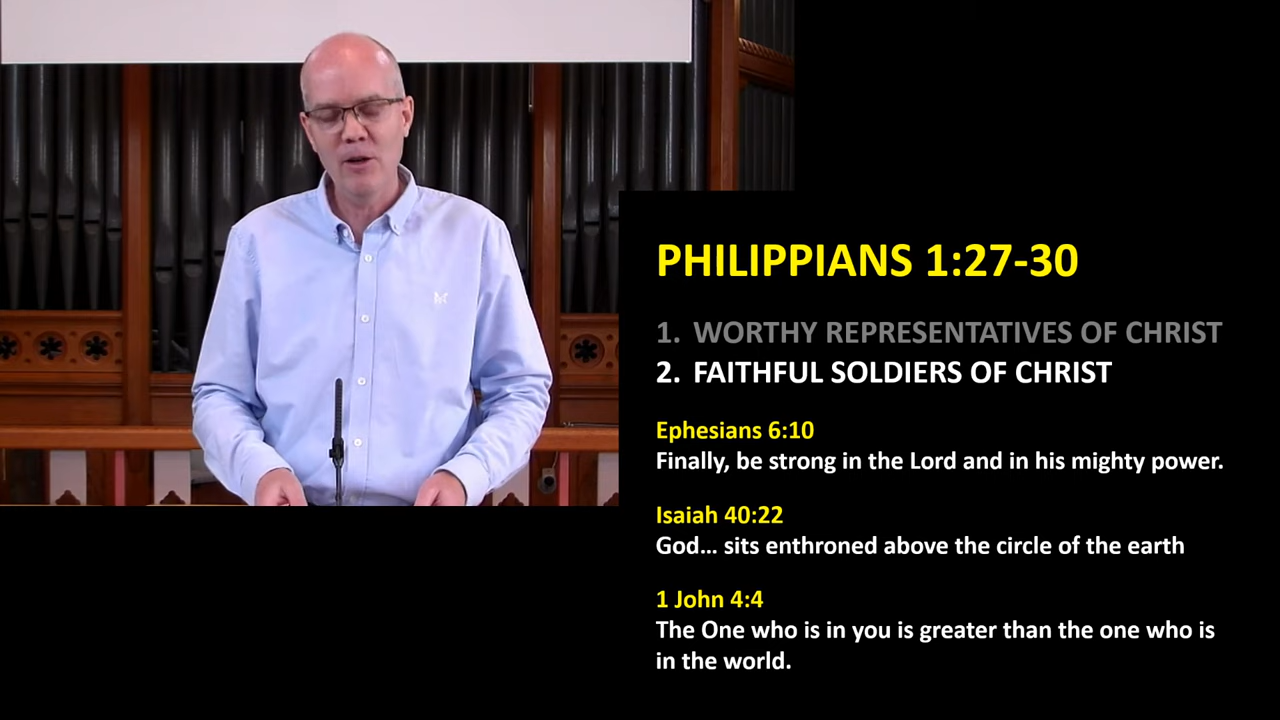 PHILIPPIANS 1:27-30
1. WORTHY REPRESENTATIVES OF CHRIST
2. FAITHFUL SOLDIERS OF CHRIST
Ephesians 6:10
Finally, be strong in the Lord and in his mighty power.
Isaiah 40:22
God... sits enthroned above the circle of the earth
1 John 4:4
The One who is in you is greater than the one who is
in the world.